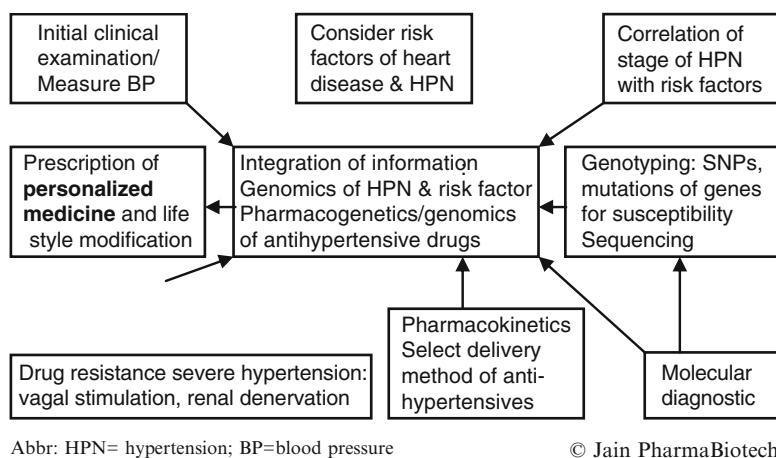 Initial clinical
examination/
Measure BP
Consider risk
factors of heart
disease & HPN
Correlation of
stage of HPN
with risk factors
Prescription of
personalized
medicine and life
style modification
Integration of information
Genomics of HPN & risk factor
Pharmacogenetics/genomics
of antihypertensive drugs
Genotyping: SNPs,
mutations of genes
for susceptibility
Sequencing
Drug resistance severe hypertension:
vagal stimulation, renal denervation
Pharmacokinetics
Select delivery
method of anti-
hypertensives
Molecular
diagnostic
Abbr: HPN= hypertension; BP=blood pressure
© Jain PharmaBiotech